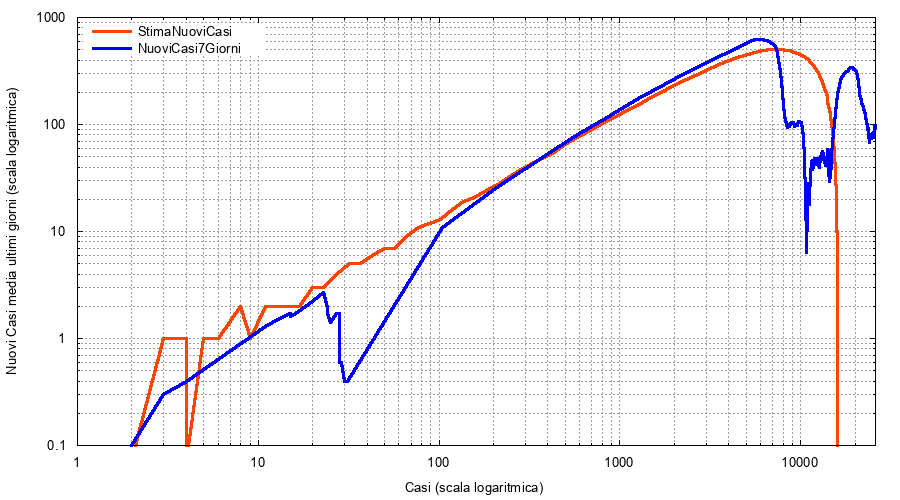 1000
StimaNuoviCasi
NuoviCasi7Giorni
100
10
1
0.1
Nuovi Casi media ultimi giorni (scala logaritmica)
1 10 100 1000 10000
Casi (scala logaritmica)